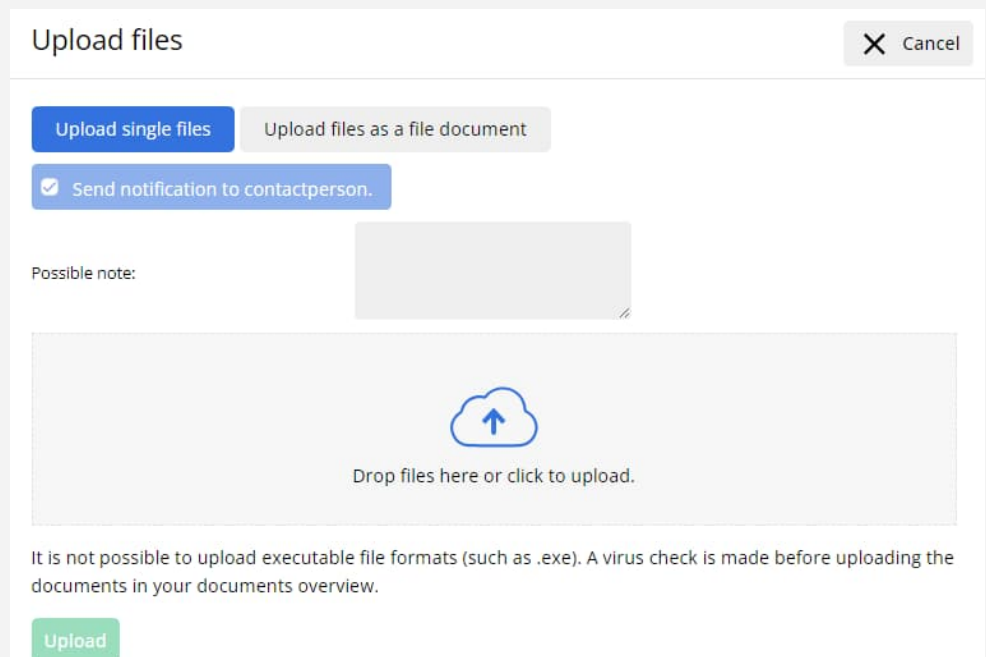 Upload files
Cancel
Upload single files
Upload files as a file document
Send notification to contactperson.
Possible note:
Drop files here or click to upload.
It is not possible to upload executable file formats (such as .exe). A virus check is made before uploading the
documents in your documents overview.
Upload